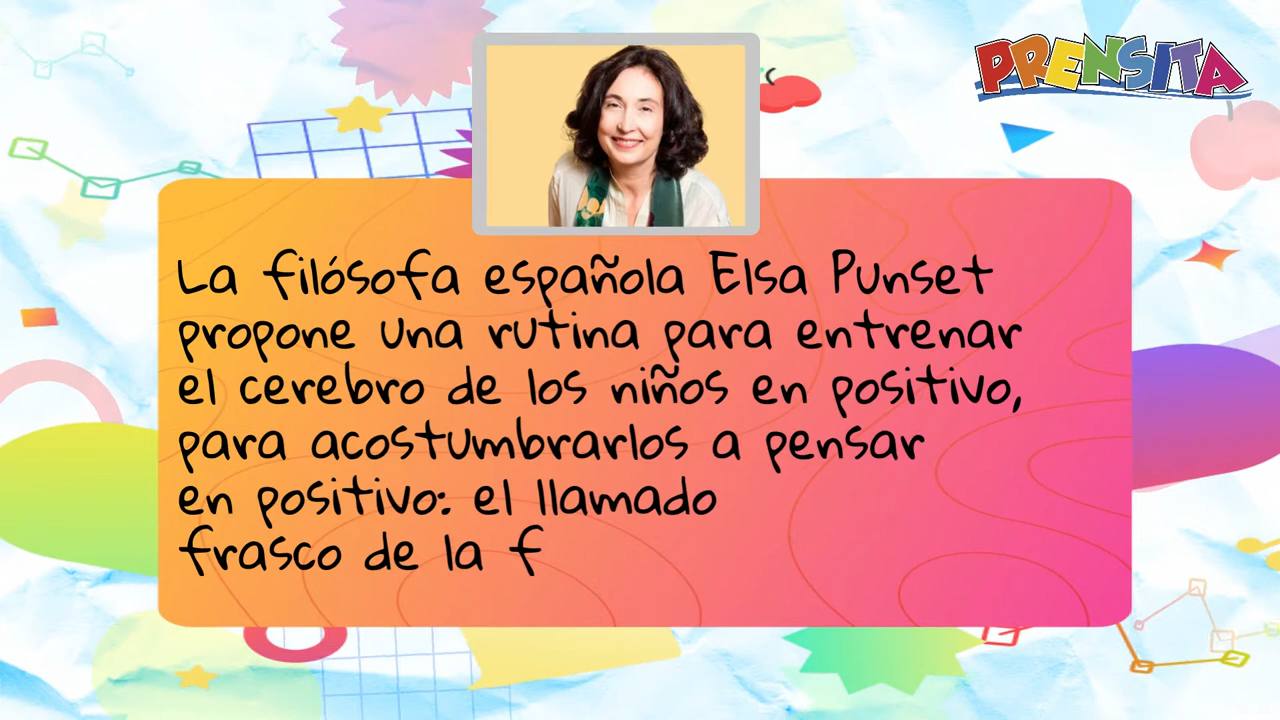 PRENSITA
La filósofa española Elsa Punset
propone una rutina para entrenar
el cerebro de los niños en positivo,
para acostumbrarlos a pensar
en positivo: el llamado
frasco de la f